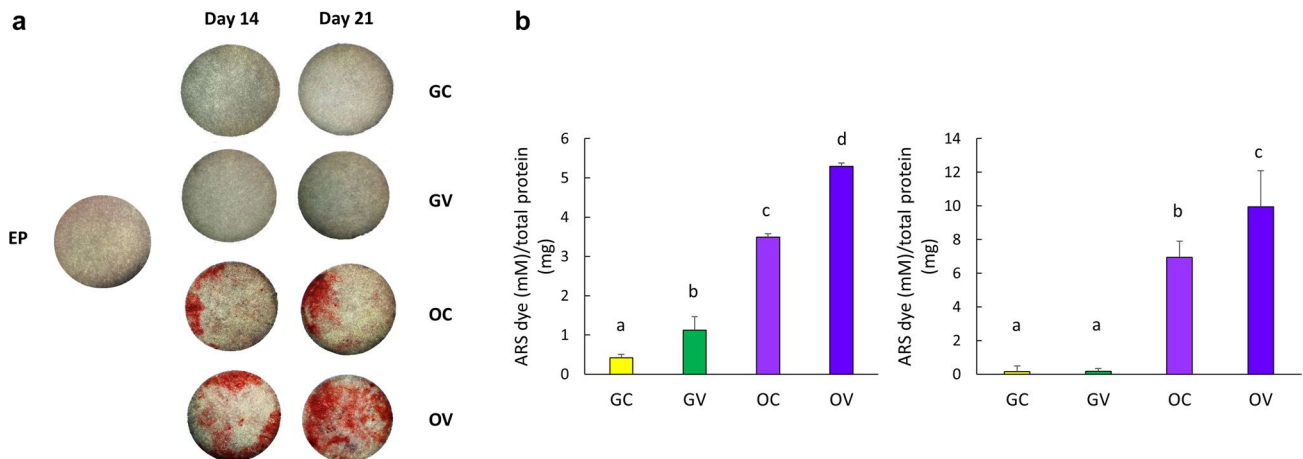 a
Day 14 Day 21
GC
GV
EP
OC
OV
b
ARS dye (mM)/total protein
(mg)
6
5
4
3
2
1
0
a
b
c
d
GC GV OC OV
ARS dye (mM)/total protein
(mg)
14
12
10
8
6
4
2
0
a
a
b
c
GC GV OC OV